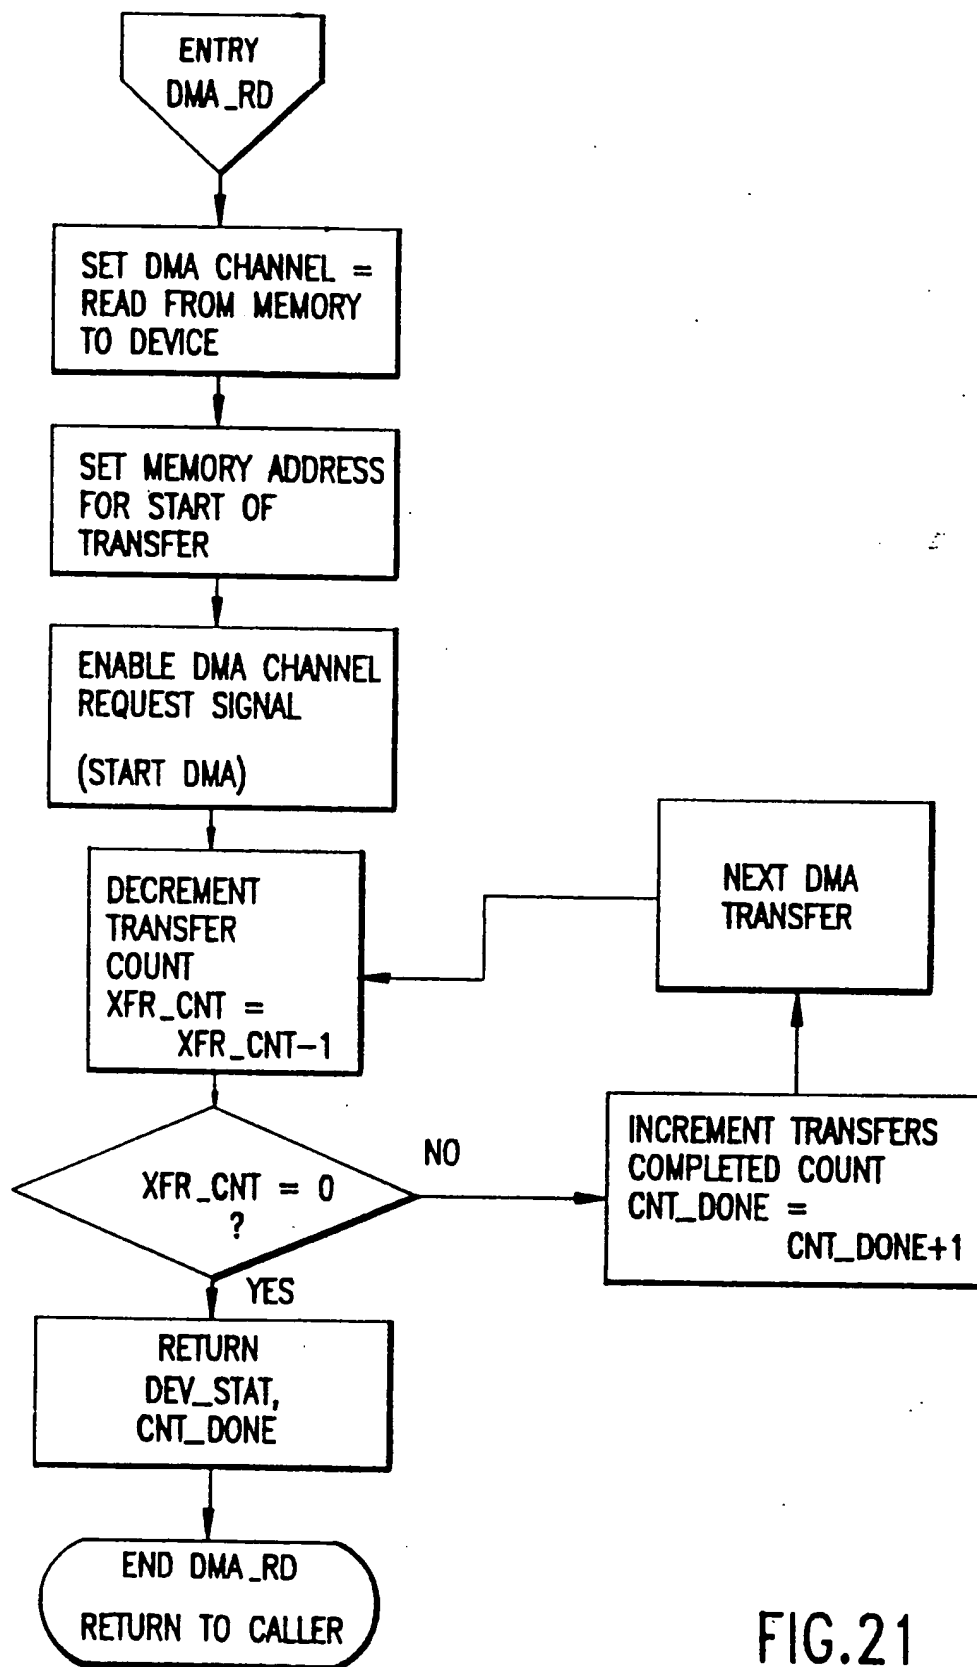 ENTRY
DMA_RD
SET DMA CHANNEL =
READ FROM MEMORY
TO DEVICE
SET MEMORY ADDRESS
FOR START OF
TRANSFER
ENABLE DMA CHANNEL
REQUEST SIGNAL
(START DMA)
DECREMENT
TRANSFER
COUNT
XFR_CNT =
XFR_CNT-1
NEXT DMA
TRANSFER
XFR_CNT = 0
?
NO
INCREMENT TRANSFERS
COMPLETED COUNT
CNT_DONE =
CNT_DONE+1
YES
RETURN
DEV_STAT,
CNT_DONE
END DMA_RD
RETURN TO CALLER
FIG.21